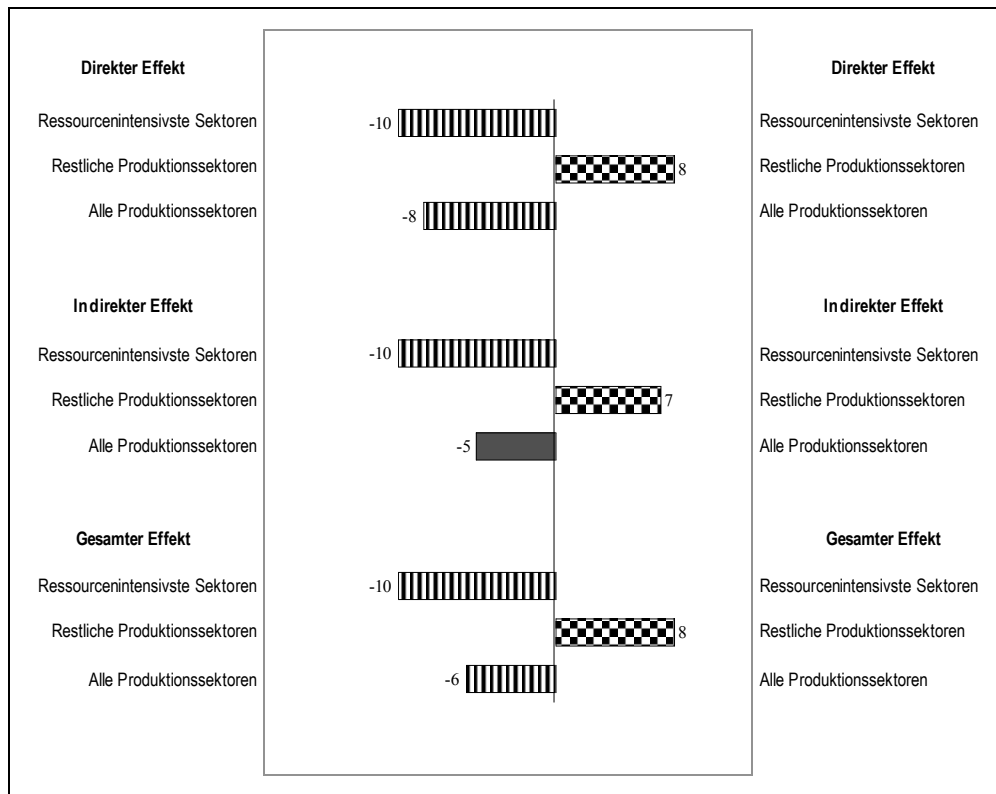 Direkter Effekt Direkter Effekt
Ressourcenintensivste Sektoren -10 Ressourcenintensivste Sektoren
Restliche Produktionssektoren 8 Restliche Produktionssektoren
Alle Produktionssektoren -8 Alle Produktionssektoren
Indirekter Effekt Indirekter Effekt
Ressourcenintensivste Sektoren -10 Ressourcenintensivste Sektoren
Restliche Produktionssektoren 7 Restliche Produktionssektoren
Alle Produktionssektoren -5 Alle Produktionssektoren
Gesamter Effekt Gesamter Effekt
Ressourcenintensivste Sektoren -10 Ressourcenintensivste Sektoren
Restliche Produktionssektoren 8 Restliche Produktionssektoren
Alle Produktionssektoren -6 Alle Produktionssektoren